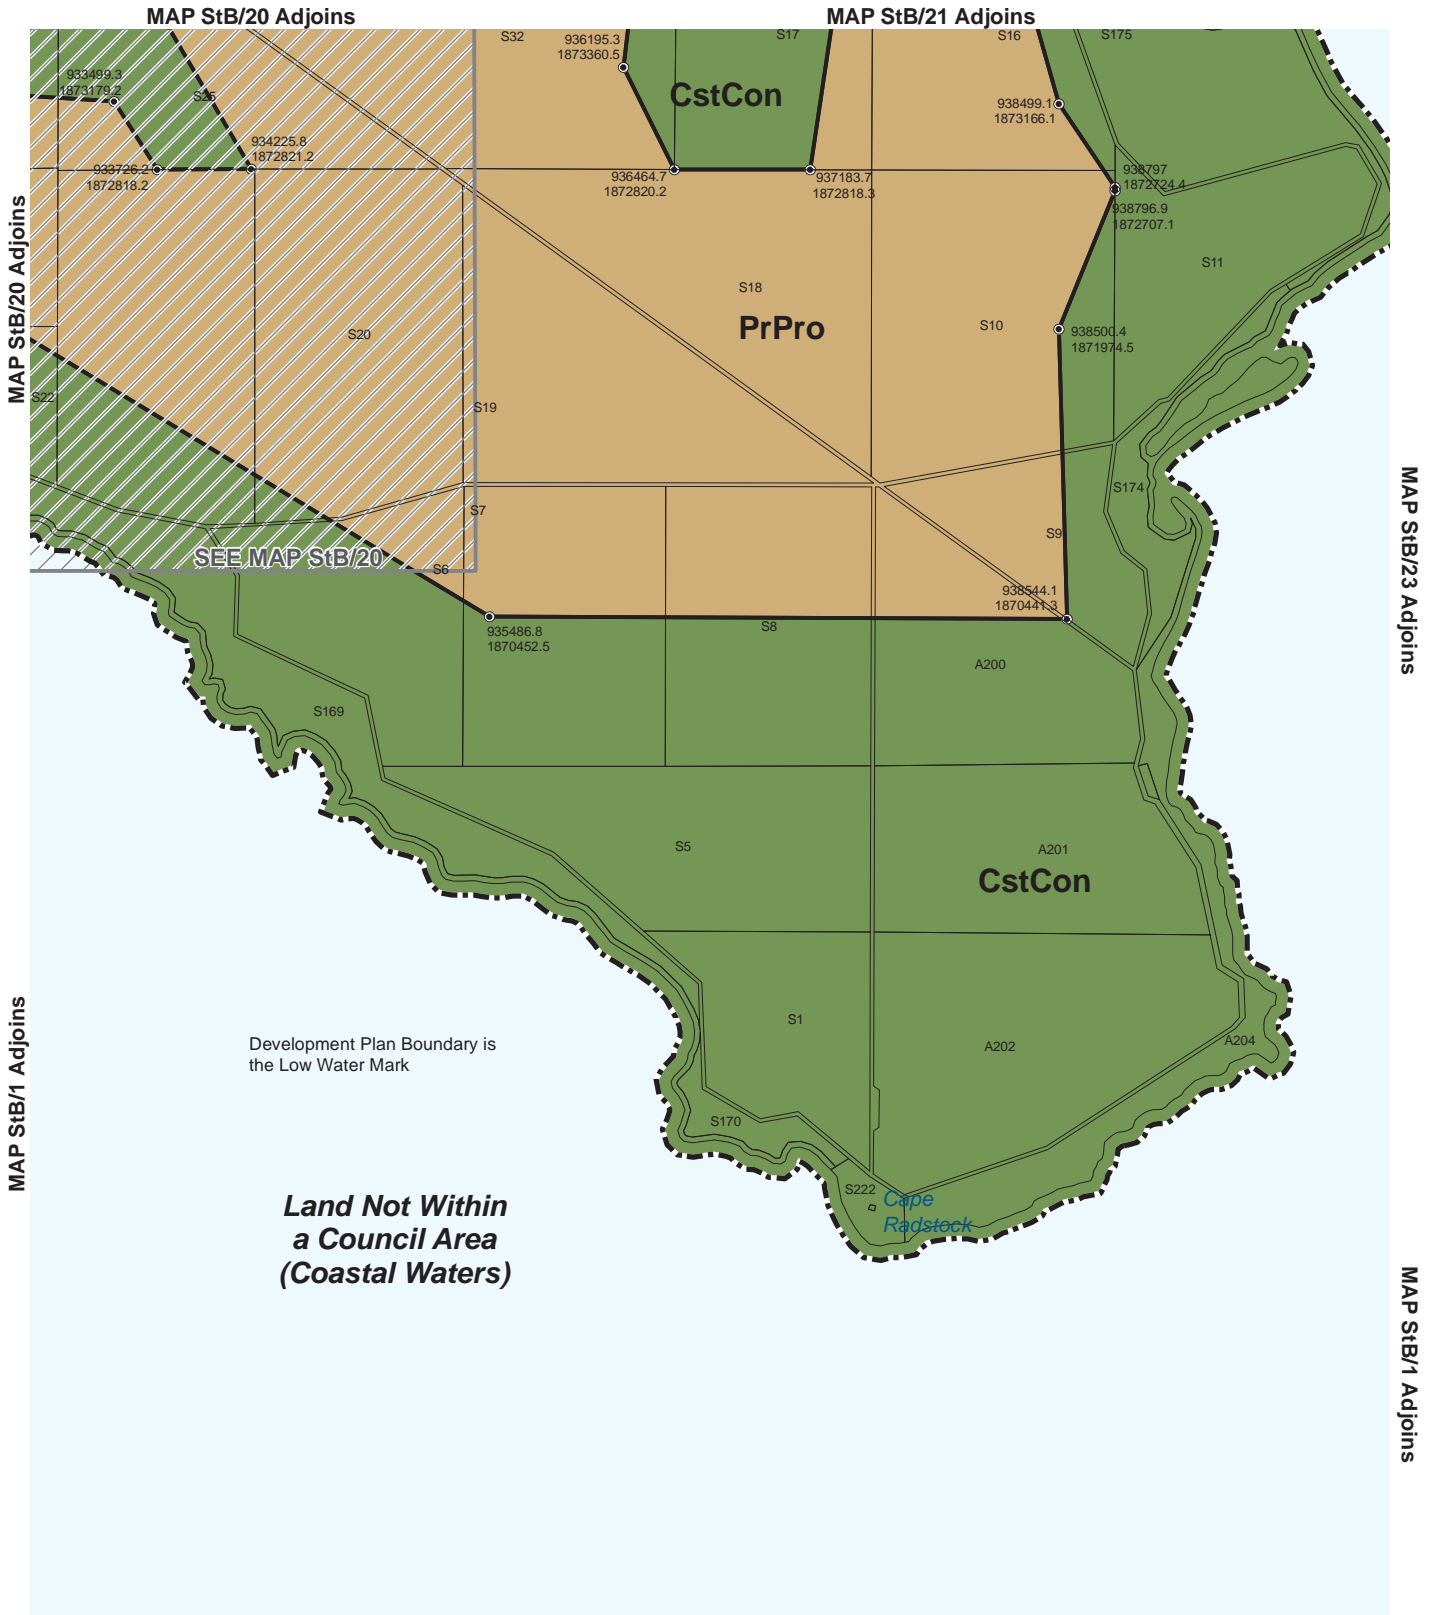 MAP StB/20 Adjoins
MAP StB/21 Adjoins
S32
936195.3
1873360.5
S17
S16
S175
933499.3
1873179.2
S25
CstCon
938499.1
1873166.1
934225.8
1872821.2
933726.2
1872818.2
936464.7
1872820.2
937183.7
1872818.3
938797
1872724.4
938796.9
1872707.1
MAP StB/20 Adjoins
S11
S18
PrPro
S10
S20
938500.4
1871974.5
S22
S19
S174
S7
S9
MAP StB/23 Adjoins
SEE MAP StB/20
S6
938544.1
1870441.3
935486.8
1870452.5
S8
A200
S169
S5
A201
CstCon
S1
A202
A204
Development Plan Boundary is
the Low Water Mark
MAP StB/1 Adjoins
S170
S222
Cape
Radstock
Land Not Within
a Council Area
(Coastal Waters)
MAP StB/1 Adjoins